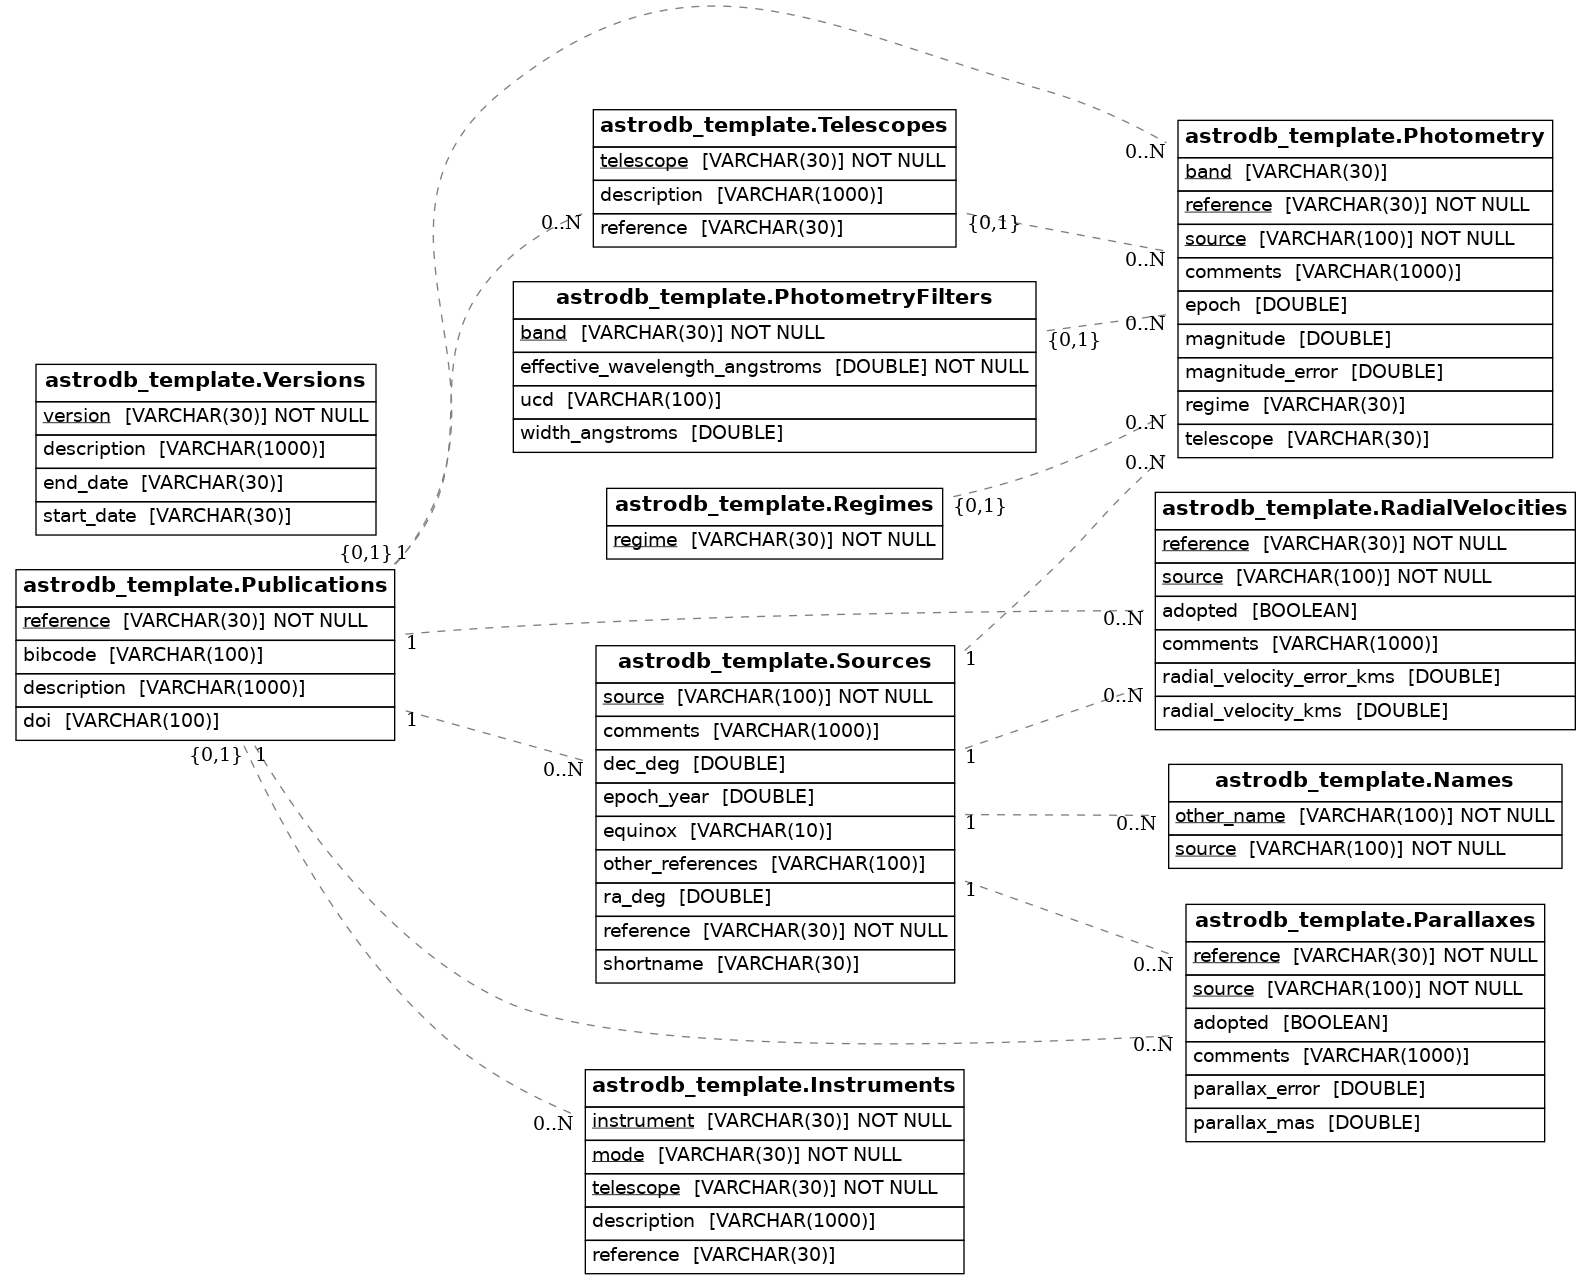 astrodb_template.Versions
version [VARCHAR(30)] NOT NULL
description [VARCHAR(1000)]
end_date [VARCHAR(30)]
start_date [VARCHAR(30)]
{0,1}
1
astrodb_template.Publications
reference [VARCHAR(30)] NOT NULL
bibcode [VARCHAR(100)]
description [VARCHAR(1000)]
doi [VARCHAR(100)]
1
1
{0,1}
1
0..N
astrodb_template.Telescopes
telescope [VARCHAR(30)] NOT NULL
description [VARCHAR(1000)]
reference [VARCHAR(30)]
{0,1}
astrodb_template.PhotometryFilters
band [VARCHAR(30)] NOT NULL
effective_wavelength_angstroms [DOUBLE] NOT NULL
ucd [VARCHAR(100)]
width_angstroms [DOUBLE]
{0,1}
astrodb_template.Regimes
regime [VARCHAR(30)] NOT NULL
{0,1}
0..N
astrodb_template.Sources
source [VARCHAR(100)] NOT NULL
comments [VARCHAR(1000)]
dec_deg [DOUBLE]
epoch_year [DOUBLE]
equinox [VARCHAR(10)]
other_references [VARCHAR(100)]
ra_deg [DOUBLE]
reference [VARCHAR(30)] NOT NULL
shortname [VARCHAR(30)]
1
1
1
1
0..N
astrodb_template.Instruments
instrument [VARCHAR(30)] NOT NULL
mode [VARCHAR(30)] NOT NULL
telescope [VARCHAR(30)] NOT NULL
description [VARCHAR(1000)]
reference [VARCHAR(30)]
0..N
0..N
0..N
0..N
0..N
astrodb_template.Photometry
band [VARCHAR(30)]
reference [VARCHAR(30)] NOT NULL
source [VARCHAR(100)] NOT NULL
comments [VARCHAR(1000)]
epoch [DOUBLE]
magnitude [DOUBLE]
magnitude_error [DOUBLE]
regime [VARCHAR(30)]
telescope [VARCHAR(30)]
0..N
0..N
astrodb_template.RadialVelocities
reference [VARCHAR(30)] NOT NULL
source [VARCHAR(100)] NOT NULL
adopted [BOOLEAN]
comments [VARCHAR(1000)]
radial_velocity_error_kms [DOUBLE]
radial_velocity_kms [DOUBLE]
0..N
astrodb_template.Names
other_name [VARCHAR(100)] NOT NULL
source [VARCHAR(100)] NOT NULL
0..N
0..N
astrodb_template.Parallaxes
reference [VARCHAR(30)] NOT NULL
source [VARCHAR(100)] NOT NULL
adopted [BOOLEAN]
comments [VARCHAR(1000)]
parallax_error [DOUBLE]
parallax_mas [DOUBLE]